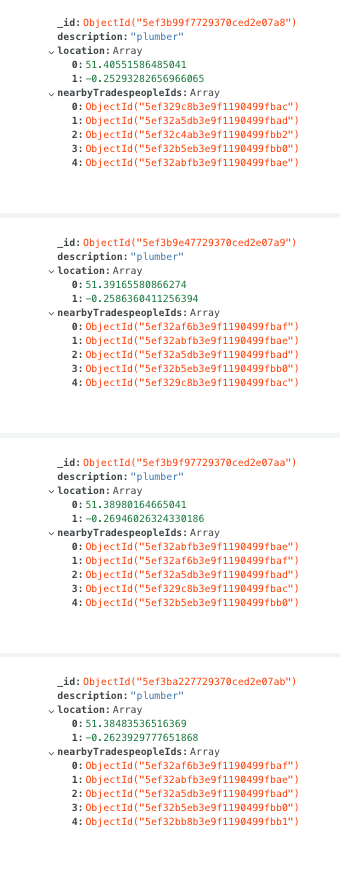 _id: ObjectId("5ef3b99f7729370ced2e07a8")
description: "plumber"
location: Array
0: 51.40551586485041
1: -0.25293282656966065
nearbyTradespeopleIds: Array
0: ObjectId("5ef329c8b3e9f1190499fbac")
1: ObjectId("5ef32a5db3e9f1190499fbad")
2: ObjectId("5ef32c4ab3e9f1190499fbb2")
3: ObjectId("5ef32b5eb3e9f1190499fbb0")
4: ObjectId("5ef32abfb3e9f1190499fbae")
_id: ObjectId("5ef3b9e47729370ced2e07a9")
description: "plumber"
location: Array
0: 51.39165580866274
1: -0.2586360411256394
nearbyTradespeopleIds: Array
0: ObjectId("5ef32af6b3e9f1190499fbaf")
1: ObjectId("5ef32abfb3e9f1190499fbae")
2: ObjectId("5ef32a5db3e9f1190499fbad")
3: ObjectId("5ef32b5eb3e9f1190499fbb0")
4: ObjectId("5ef329c8b3e9f1190499fbac")
_id: ObjectId("5ef3b9f97729370ced2e07aa")
description: "plumber"
location: Array
0: 51.38980164665041
1: -0.26946026324330186
nearbyTradespeopleIds: Array
0: ObjectId("5ef32abfb3e9f1190499fbae")
1: ObjectId("5ef32af6b3e9f1190499fbaf")
2: ObjectId("5ef32a5db3e9f1190499fbad")
3: ObjectId("5ef329c8b3e9f1190499fbac")
4: ObjectId("5ef32b5eb3e9f1190499fbb0")
_id: ObjectId("5ef3ba227729370ced2e07ab")
description: "plumber"
location: Array
0: 51.38483536516369
1: -0.2623929777651868
nearbyTradespeopleIds: Array
0: ObjectId("5ef32af6b3e9f1190499fbaf")
1: ObjectId("5ef32abfb3e9f1190499fbae")
2: ObjectId("5ef32a5db3e9f1190499fbad")
3: ObjectId("5ef32b5eb3e9f1190499fbb0")
4: ObjectId("5ef32bb8b3e9f1190499fbb1")